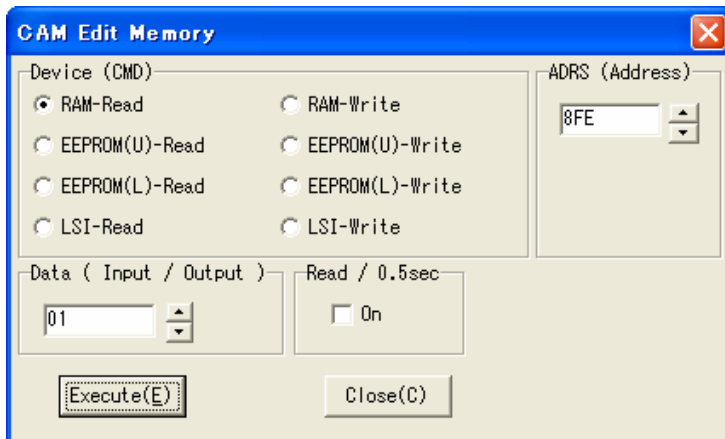 CAM Edit Memory
Device (CMD)
RAM-Read
RAM-Write
EEPROM(U)-Read
EEPROM(U)-Write
EEPROM(L)-Read
EEPROM(L)-Write
LSI-Read
LSI-Write
ADRS (Address)
8FE
Data ( Input / Output )
01
Read / 0.5sec
On
Execute(E)
Close(C)